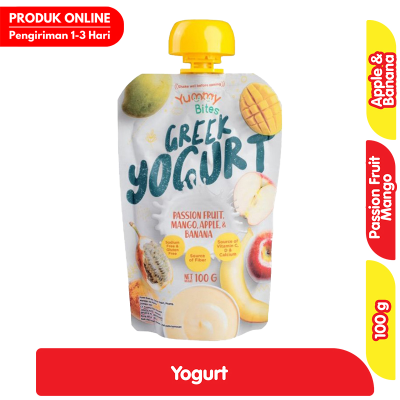 PRODUK ONLINE
Pengiriman 1-3 Hari
Yummy
Bites
GREEK
YOGURT
PASSION FRUIT,
MANGO, APPLE, &
BANANA
Source
of Fiber
NET 100 G
Apple &
Banana
Passion Fruit
Mango
100 g
Yogurt